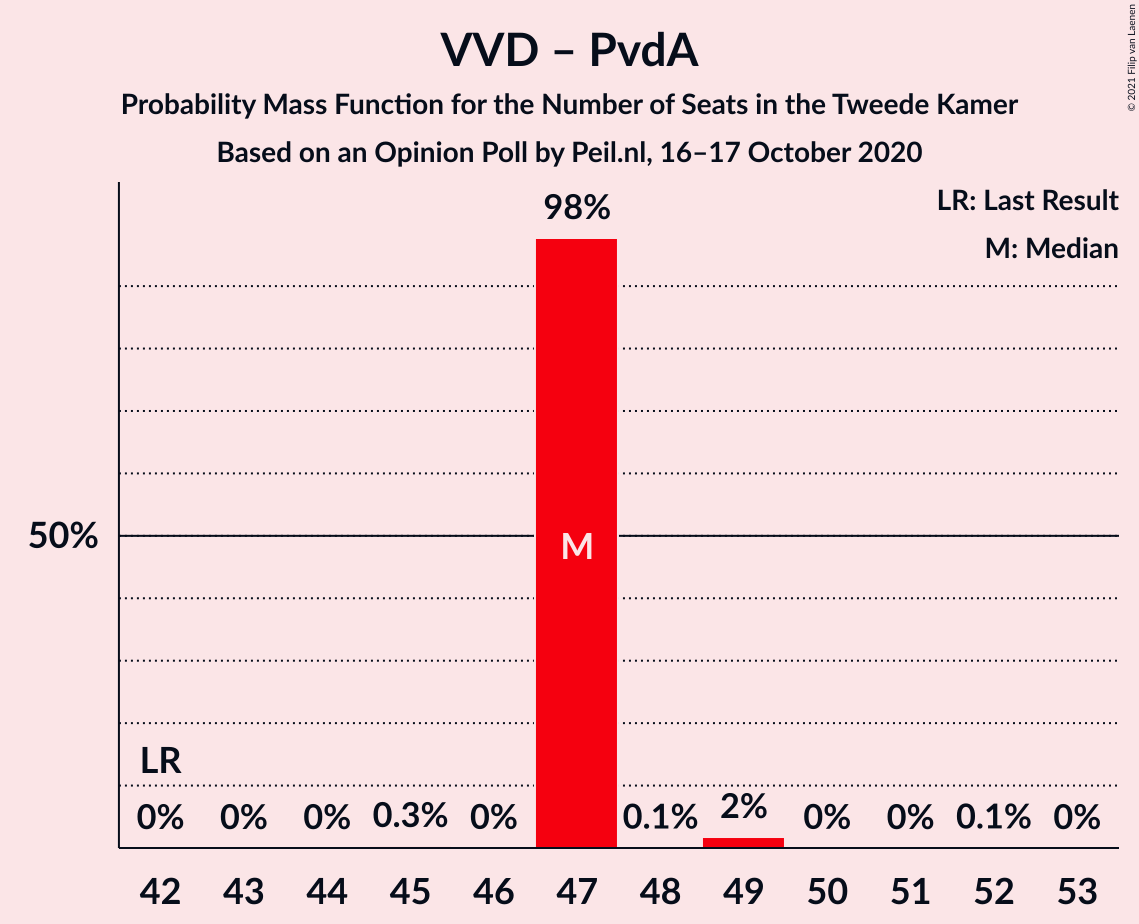 VVD – PvdA
Probability Mass Function for the Number of Seats in the Tweede Kamer
Based on an Opinion Poll by Peil.nl, 16–17 October 2020
© 2021 Filip van Laenen
LR: Last Result
M: Median
98%
50%
M
LR
0% 0% 0% 0.3% 0% 0.1% 2% 0% 0% 0.1% 0%
42 43 44 45 46 47 48 49 50 51 52 53